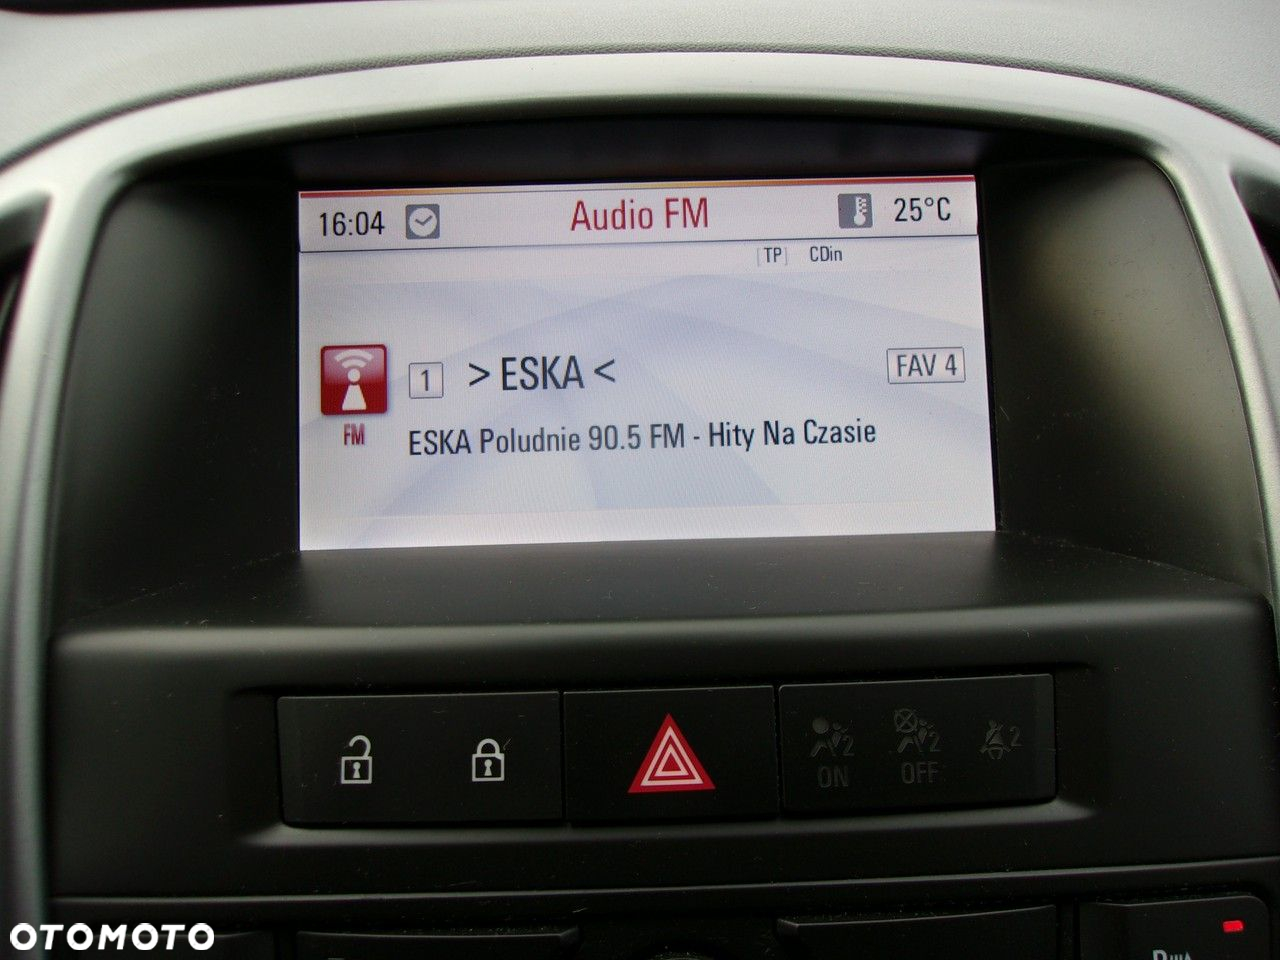 16:04 Audio FM 25°C
[TP] CDin
1 > ESKA < FAV 4
FM
ESKA Poludnie 90.5 FM - Hity Na Czasie
2 2 2
ON OFF
OTOMOTO